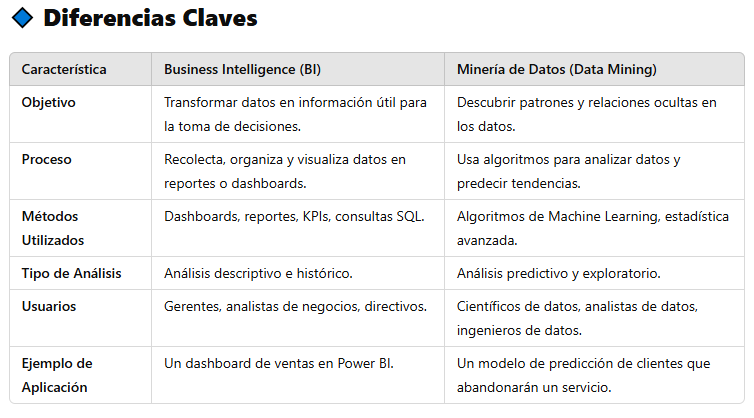 Diferencias Claves
Característica Business Intelligence (BI) Minería de Datos (Data Mining)
Objetivo Transformar datos en información útil para Descubrir patrones y relaciones ocultas en
la toma de decisiones. los datos.
Proceso Recolecta, organiza y visualiza datos en Usa algoritmos para analizar datos y
reportes o dashboards. predecir tendencias.
Métodos Dashboards, reportes, KPIs, consultas SQL. Algoritmos de Machine Learning, estadística
Utilizados avanzada.
Tipo de Análisis Análisis descriptivo e histórico. Análisis predictivo y exploratorio.
Usuarios Gerentes, analistas de negocios, directivos. Científicos de datos, analistas de datos,
ingenieros de datos.
Ejemplo de Un dashboard de ventas en Power BI. Un modelo de predicción de clientes que
Aplicación abandonarán un servicio.